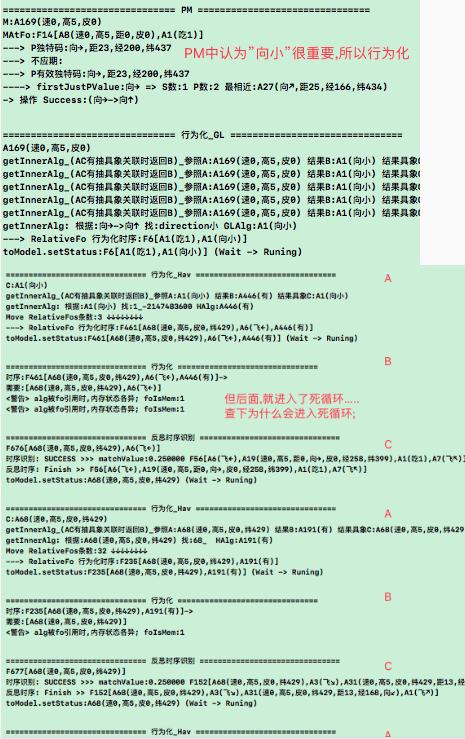 ============================== PM ==============================
M:A169(速0,高5,皮0)
MAtFo:F14[A8(速0,高5,距0,皮0),A1(吃1)]
---> P独特码:向→,距23,经200,纬437
---> 不应期:
---> P有效独特码:向→,距23,经200,纬437
----> firstJustPValue:向→ => S数:1 P数:2 最相近:A27(向↗,距25,经166,纬434)
-> 操作 Success:(向→->向↑)
PM中认为”向小”很重要,所以行为化
============================== 行为化_GL ==============================
A169(速0,高5,皮0)
getInnerAlg_(AC有抽具象关联时返回B)_参照A:A169(速0,高5,皮0) 结果B:A1(向小) 结果具象
getInnerAlg_(AC有抽具象关联时返回B)_参照A:A169(速0,高5,皮0) 结果B:A1(向小) 结果具象
getInnerAlg_(AC有抽具象关联时返回B)_参照A:A169(速0,高5,皮0) 结果B:A1(向小) 结果具象
getInnerAlg_(AC有抽具象关联时返回B)_参照A:A169(速0,高5,皮0) 结果B:A1(向小) 结果具象
getInnerAlg_(AC有抽具象关联时返回B)_参照A:A169(速0,高5,皮0) 结果B:A1(向小) 结果具象
getInnerAlg: 根据:向→->向↑ 找:direction小 GLAlg:A1(向小)
---> RelativeFo 行为化时序:F6[A1(吃1),A1(向小)]
toModel.setStatus:F6[A1(吃1),A1(向小)] (Wait -> Runing)
============================== 行为化_Hav ==============================
A
C:A1(向小)
getInnerAlg_(AC有抽具象关联时返回B)_参照A:A1(向小) 结果B:A446(有) 结果具象C:A1(向小)
getInnerAlg: 根据:A1(向小) 找:1_-2147483600 HAlg:A446(有)
Move RelativeFos条数:3 ↓↓↓↓↓↓↓↓
---> RelativeFo 行为化时序:F461[A68(速0,高5,皮0,纬429),A6(飞←),A446(有)]
toModel.setStatus:F461[A68(速0,高5,皮0,纬429),A6(飞←),A446(有)] (Wait -> Runing)
============================== 行为化 ==============================
B
时序:F461[A68(速0,高5,皮0,纬429),A6(飞←),A446(有)]->
需要:[A68(速0,高5,皮0,纬429),A6(飞←)]
<警告> alg被fo引用时,内存状态各异; foIsMem:1
<警告> alg被fo引用时,内存状态各异; foIsMem:1
但后面,就进入了死循环.....
查下为什么会进入死循环;
============================== 反思时序识别 ==============================
C
F676[A68(速0,高5,皮0,纬429),A6(飞←)]
时序识别: SUCCESS >>> matchValue:0.250000 F56[A6(飞←),A19(速0,高5,距0,向→,皮0,经258,纬399),A1(吃1),A7(飞↖)]
反思时序: Finish >> F56[A6(飞←),A19(速0,高5,距0,向→,皮0,经258,纬399),A1(吃1),A7(飞↖)]
toModel.setStatus:A68(速0,高5,皮0,纬429) (Wait -> Runing)
============================== 行为化_Hav ==============================
A
C:A68(速0,高5,皮0,纬429)
getInnerAlg_(AC有抽具象关联时返回B)_参照A:A68(速0,高5,皮0,纬429) 结果B:A191(有) 结果具象C:A68(速0,高5,皮0,纬429
getInnerAlg: 根据:A68(速0,高5,皮0,纬429) 找:68_ HAlg:A191(有)
Move RelativeFos条数:32 ↓↓↓↓↓↓↓↓
---> RelativeFo 行为化时序:F235[A68(速0,高5,皮0,纬429),A191(有)]
toModel.setStatus:F235[A68(速0,高5,皮0,纬429),A191(有)] (Wait -> Runing)
============================== 行为化 ==============================
B
时序:F235[A68(速0,高5,皮0,纬429),A191(有)]->
需要:[A68(速0,高5,皮0,纬429)]
<警告> alg被fo引用时,内存状态各异; foIsMem:1
============================== 反思时序识别 ==============================
C
F677[A68(速0,高5,皮0,纬429)]
时序识别: SUCCESS >>> matchValue:0.250000 F152[A68(速0,高5,皮0,纬429),A3(飞↘),A31(速0,高5,皮0,纬429,距13,经
反思时序: Finish >> F152[A68(速0,高5,皮0,纬429),A3(飞↘),A31(速0,高5,皮0,纬429,距13,经168,向↙),A1(飞↗)]
toModel.setStatus:A68(速0,高5,皮0,纬429) (Wait -> Runing)
============================== 行为化_Hav ==============================
A